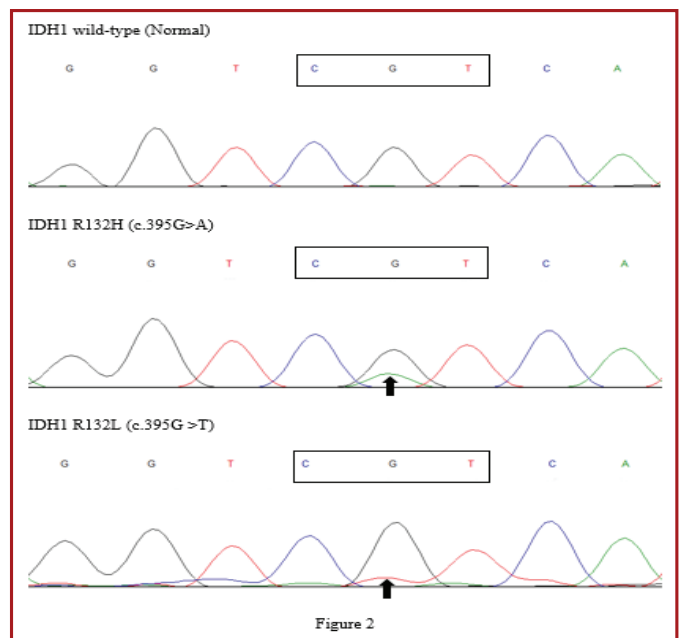 IDH1 wild-type (Normal)
G G T C G T C A
IDH1 R132H (c.395G>A)
G G T C G T C A
IDH1 R132L (c.395G >T)
G G T C G T C A
Figure 2